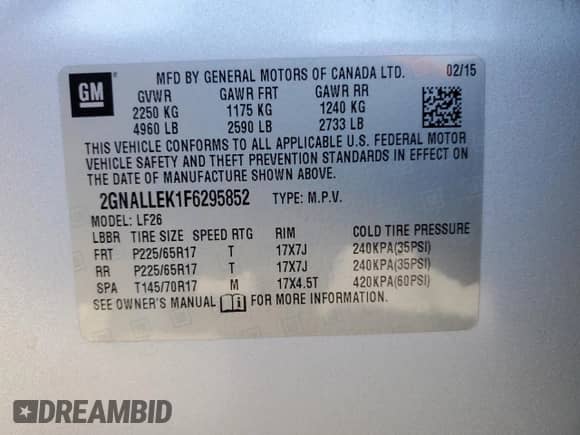 GM
MFD BY GENERAL MOTORS OF CANADA LTD. 02/15
GVWR GAWR FRT GAWR RR
2250 KG 1175 KG 1240 KG
4960 LB 2590 LB 2733 LB
THIS VEHICLE CONFORMS TO ALL APPLICABLE U.S. FEDERAL MOTOR
VEHICLE SAFETY AND THEFT PREVENTION STANDARDS IN EFFECT ON
THE DATE OF MANUFACTURE SHOWN ABOVE.
2GNALLEK1F6295852 TYPE: M.P.V.
MODEL: LF26
LBBR TIRE SIZE SPEED RTG RIM COLD TIRE PRESSURE
FRT P225/65R17 T 17X7J 240KPA(35PSI)
RR P225/65R17 T 17X7J 240KPA(35PSI)
SPA T145/70R17 M 17X4.5T 420KPA(60PSI)
SEE OWNER'S MANUAL FOR MORE INFORMATION.
DREAMBID